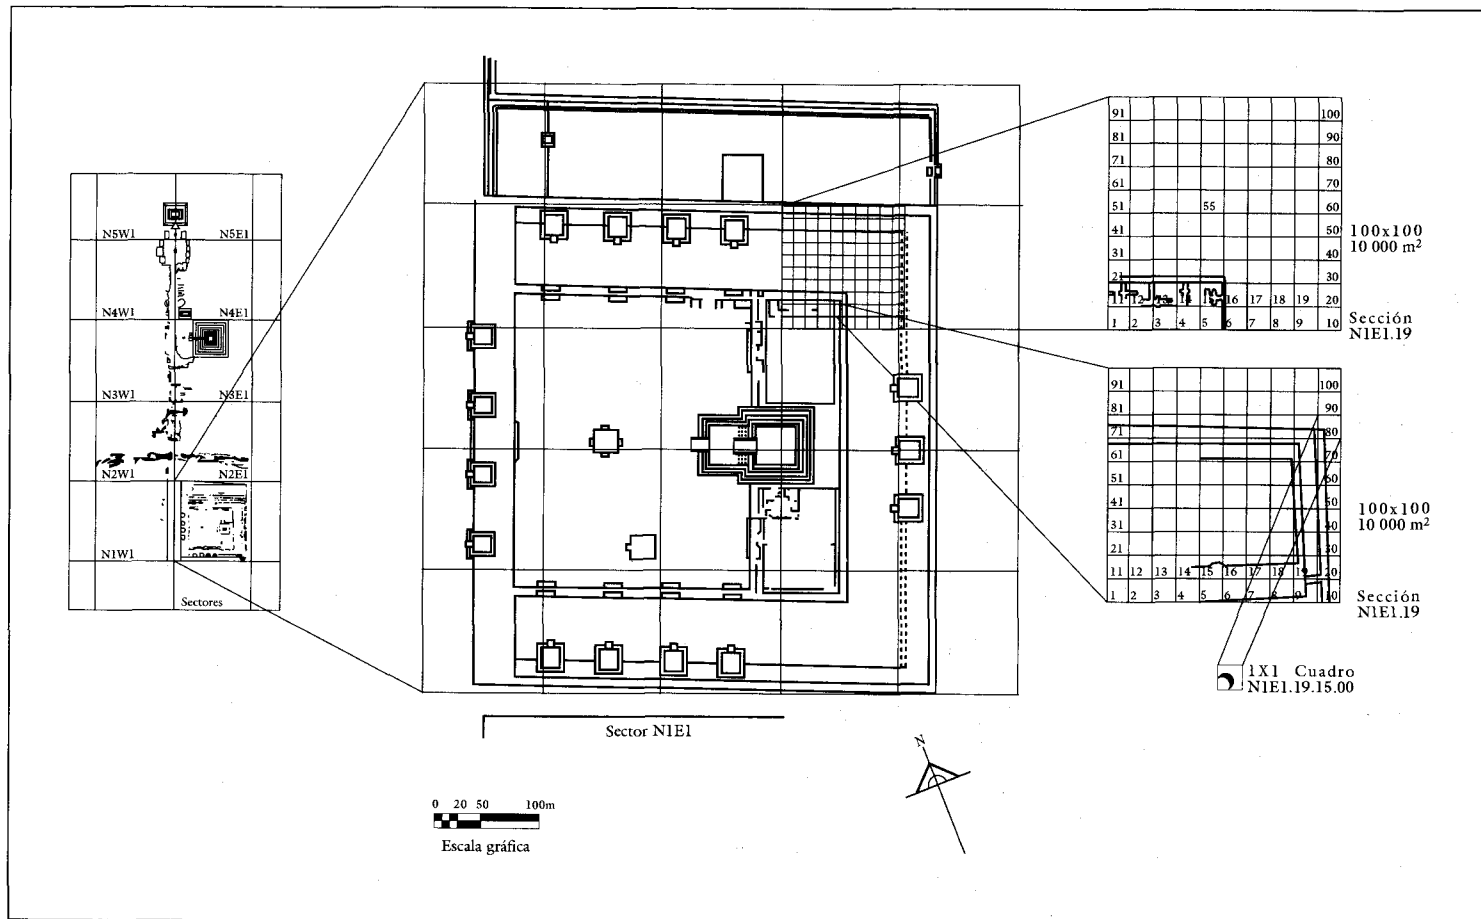 N5W1 N5E1
N4W1 N4E1
N3W1 N3E1
N2W1 N2E1
N1W1
Sectores
Sector N1E1
0 20 50 100m
Escala gráfica
N
91 100
81 90
71 80
61 70
51 55 60
41 50
31 40
21 30
11 12 13 14 16 17 18 19 20
1 2 3 4 5 6 7 8 9 10
100x100
10 000 m²
Sección
N1E1.19
91 100
81 90
71 80
61 70
51 60
41 50
31 40
21 30
11 12 13 14 15 16 17 18 19 20
1 2 3 4 5 6 7 8 9 10
100x100
10 000 m²
Sección
N1E1.19
1X1 Cuadro
N1E1.19.15.00